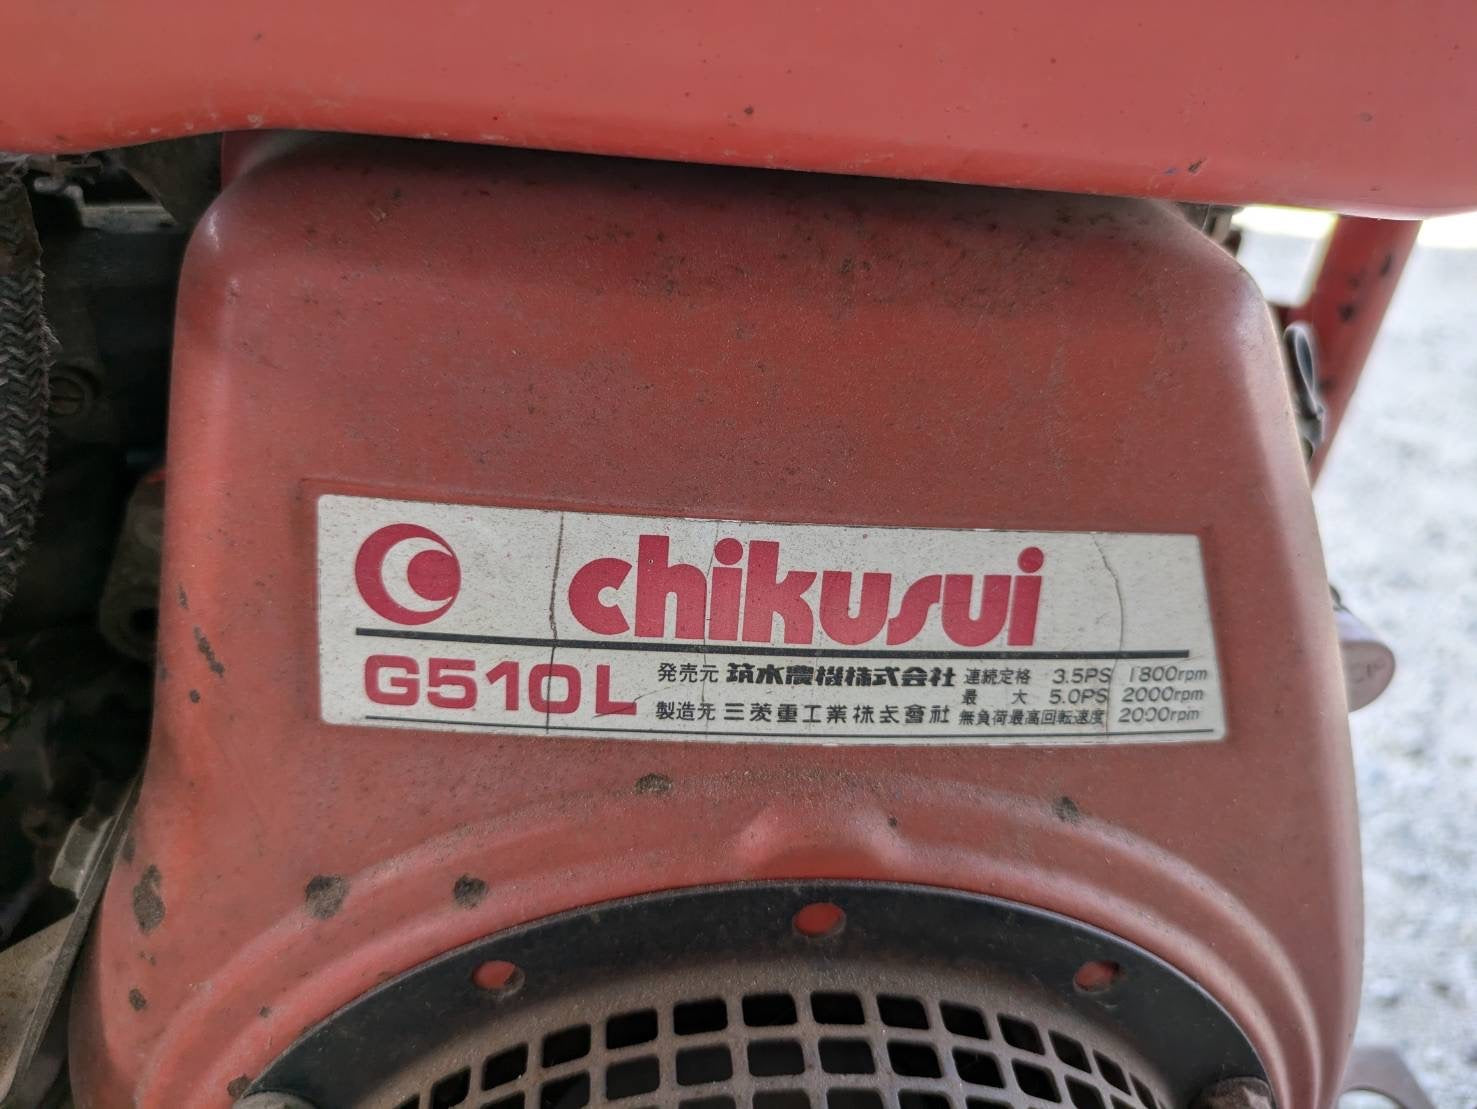 chikusui
G510L
発売元 筑水農機株式会社
製造元 三菱重工業株式會社
連続定格 3.5PS 1800rpm
最大 5.0PS 2000rpm
無負荷最高回転速度 2000rpm